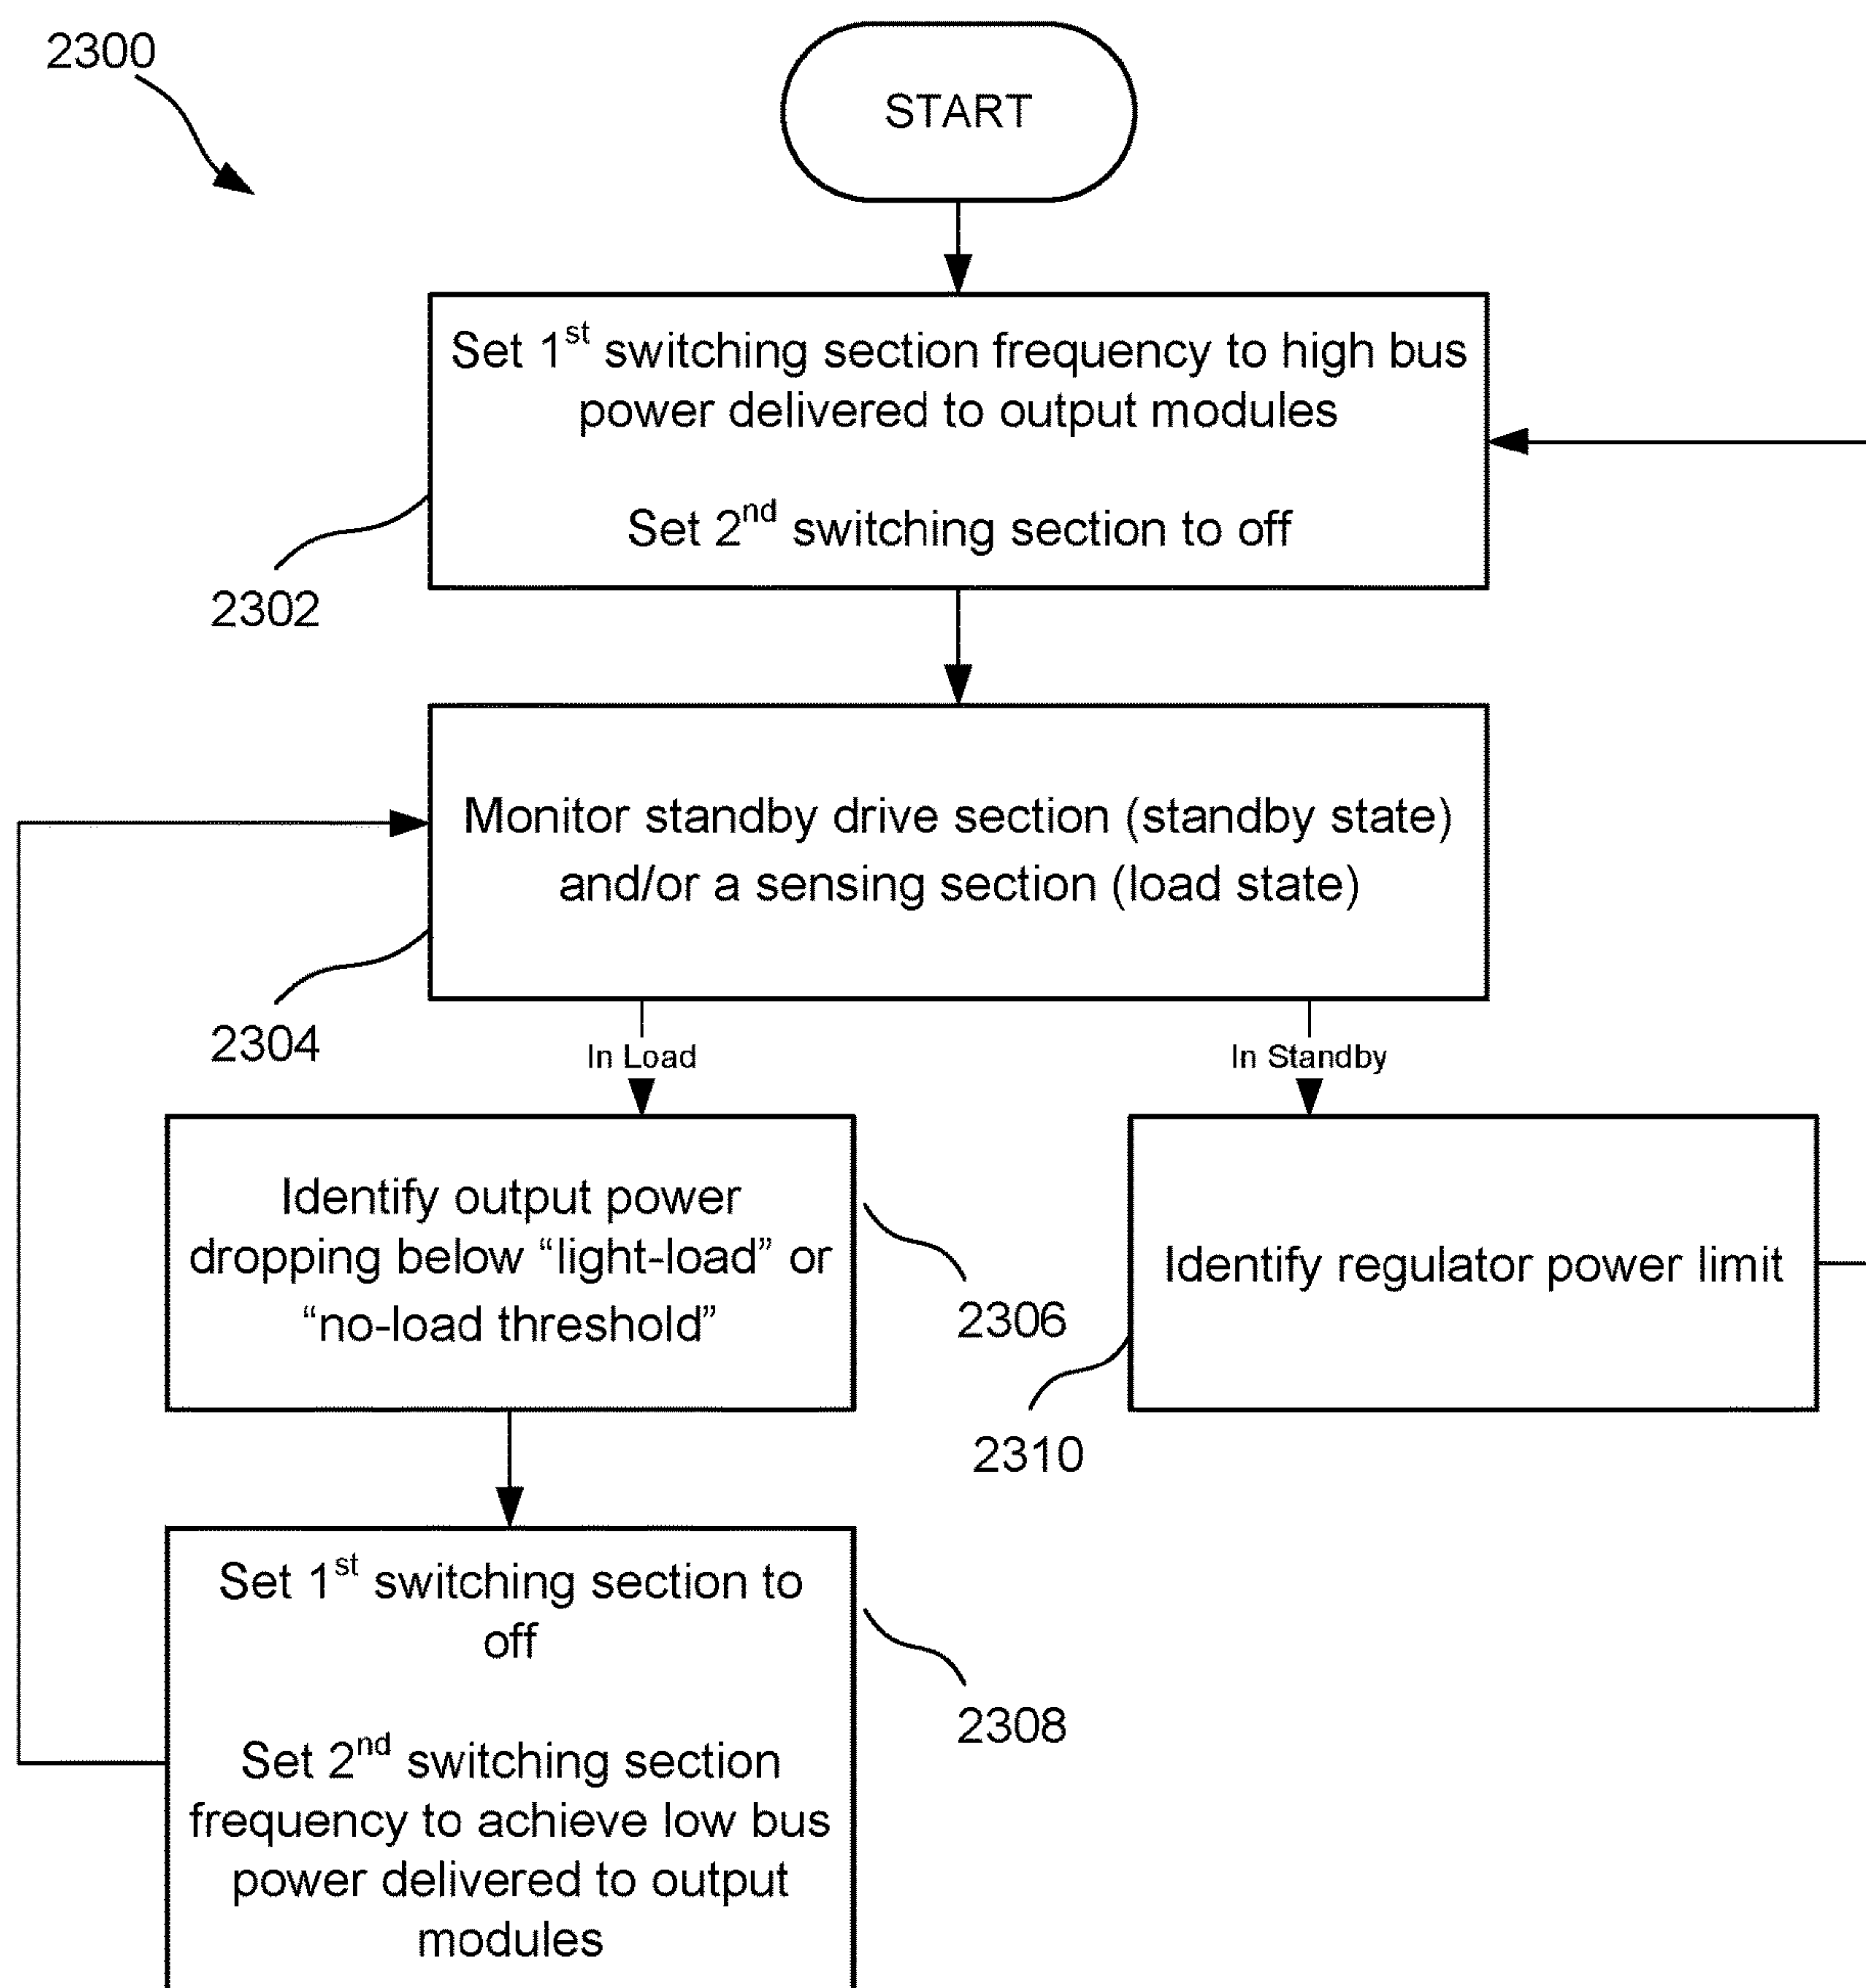 2300
START
Set 1st switching section frequency to high bus
power delivered to output modules
Set 2nd switching section to off
2302
Monitor standby drive section (standby state)
and/or a sensing section (load state)
2304
In Load
In Standby
Identify output power
dropping below “light-load” or
“no-load threshold”
2306
Identify regulator power limit
2310
Set 1st switching section to
off
2308
Set 2nd switching section
frequency to achieve low bus
power delivered to output
modules